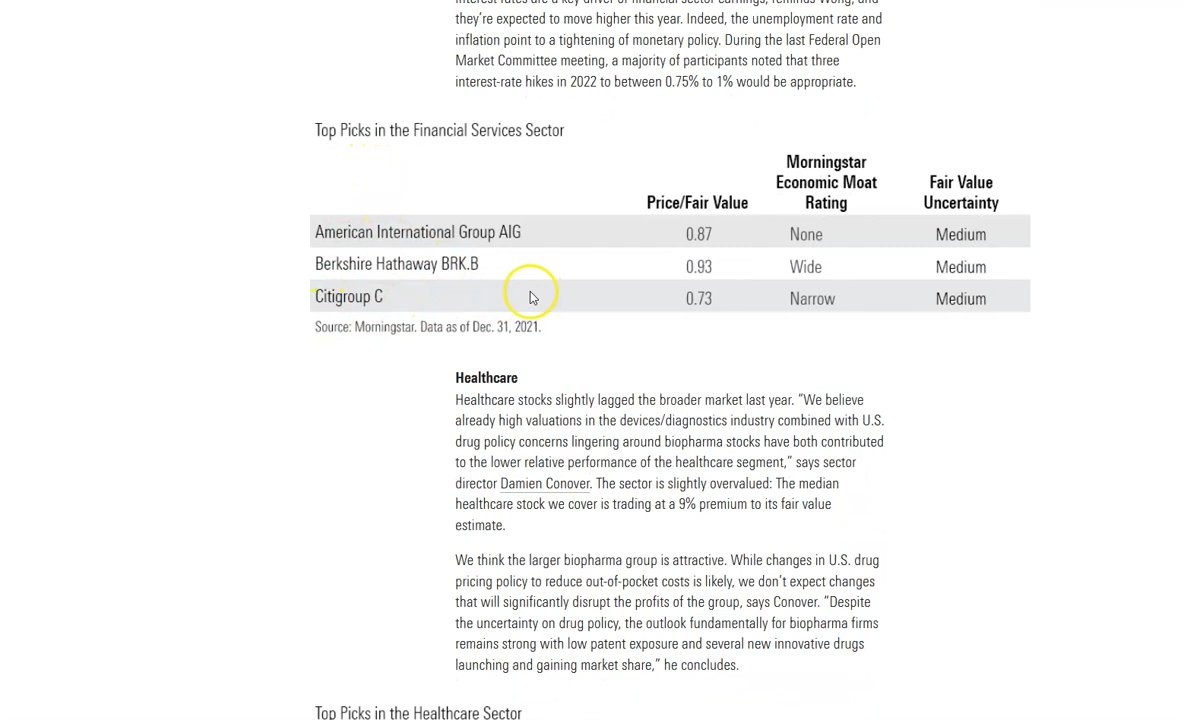 they're expected to move higher this year. Indeed, the unemployment rate and
inflation point to a tightening of monetary policy. During the last Federal Open
Market Committee meeting, a majority of participants noted that three
interest-rate hikes in 2022 to between 0.75% to 1% would be appropriate.
Top Picks in the Financial Services Sector
Price/Fair Value Morningstar Economic Moat Rating Fair Value Uncertainty
American International Group AIG 0.87 None Medium
Berkshire Hathaway BRK.B 0.93 Wide Medium
Citigroup C 0.73 Narrow Medium
Source: Morningstar. Data as of Dec. 31, 2021.
Healthcare
Healthcare stocks slightly lagged the broader market last year. “We believe
already high valuations in the devices/diagnostics industry combined with U.S.
drug policy concerns lingering around biopharma stocks have both contributed
to the lower relative performance of the healthcare segment,” says sector
director Damien Conover. The sector is slightly overvalued: The median
healthcare stock we cover is trading at a 9% premium to its fair value
estimate.
We think the larger biopharma group is attractive. While changes in U.S. drug
pricing policy to reduce out-of-pocket costs is likely, we don't expect changes
that will significantly disrupt the profits of the group, says Conover. “Despite
the uncertainty on drug policy, the outlook fundamentally for biopharma firms
remains strong with low patent exposure and several new innovative drugs
launching and gaining market share,” he concludes.
Top Picks in the Healthcare Sector